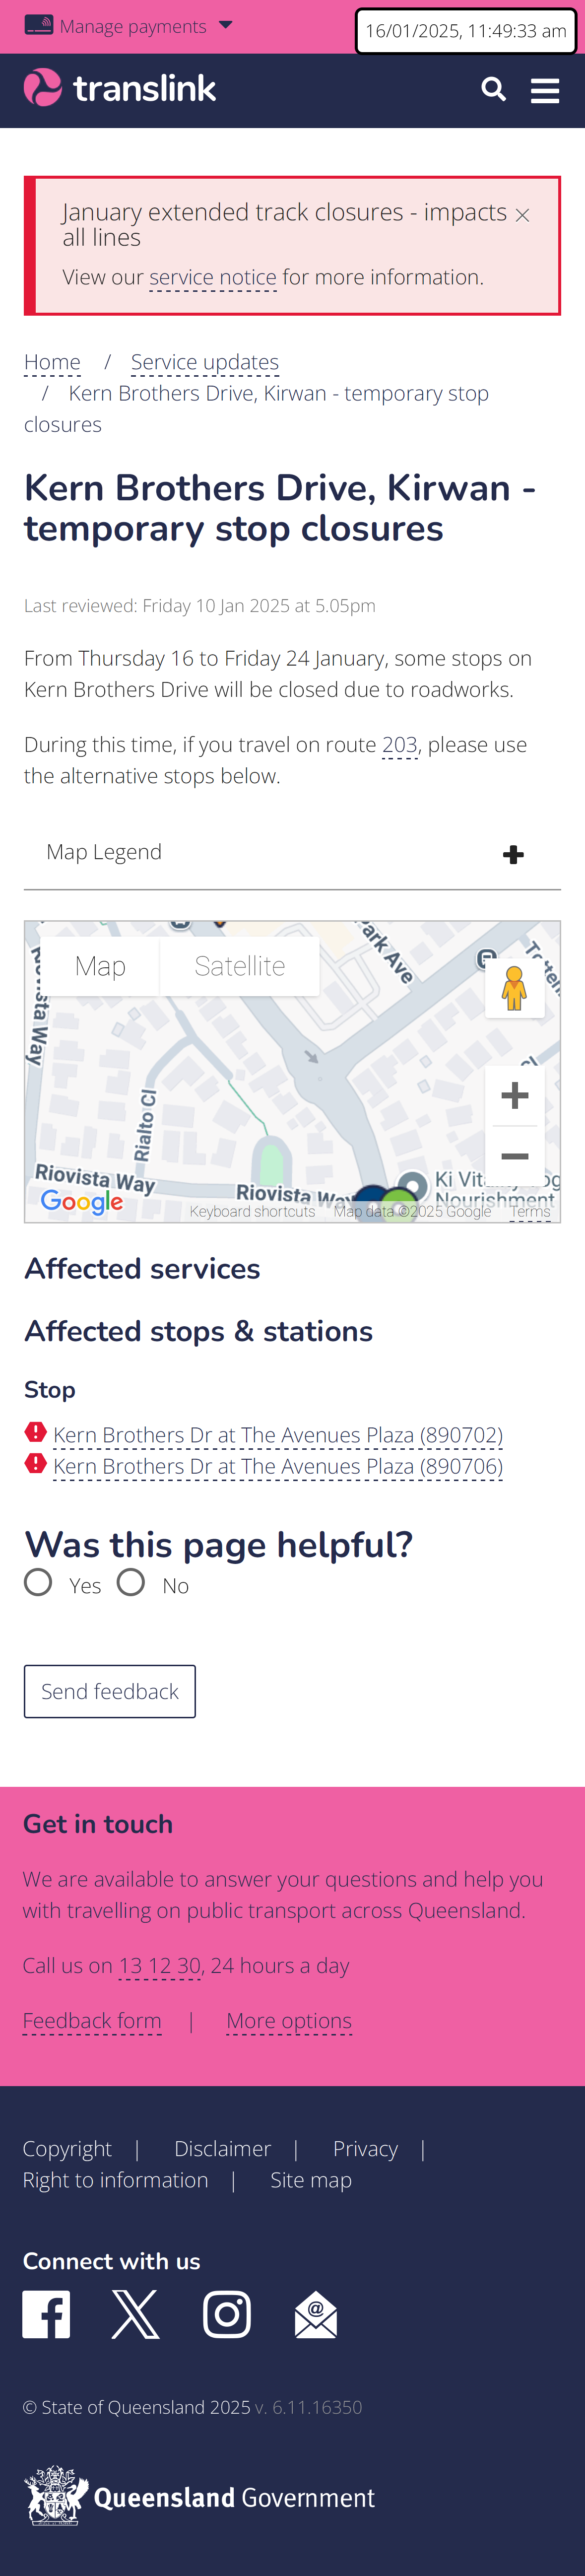 Manage payments
16/01/2025, 11:49:33 am
translink
January extended track closures - impacts
all lines
View our service notice for more information.
Home / Service updates
/ Kern Brothers Drive, Kirwan - temporary stop
closures
Kern Brothers Drive, Kirwan -
temporary stop closures
Last reviewed: Friday 10 Jan 2025 at 5.05pm
From Thursday 16 to Friday 24 January, some stops on
Kern Brothers Drive will be closed due to roadworks.
During this time, if you travel on route 203, please use
the alternative stops below.
Map Legend
Map Satellite
ark Ave
Rialto Cl
Riovista Way
Riovista Way
Google
Keyboard shortcuts Map data ©2025 Google Terms
Affected services
Affected stops & stations
Stop
Kern Brothers Dr at The Avenues Plaza (890702)
Kern Brothers Dr at The Avenues Plaza (890706)
Was this page helpful?
Yes No
Send feedback
Get in touch
We are available to answer your questions and help you
with travelling on public transport across Queensland.
Call us on 13 12 30, 24 hours a day
Feedback form | More options
Copyright | Disclaimer | Privacy |
Right to information | Site map
Connect with us
© State of Queensland 2025 v. 6.11.16350
Queensland Government